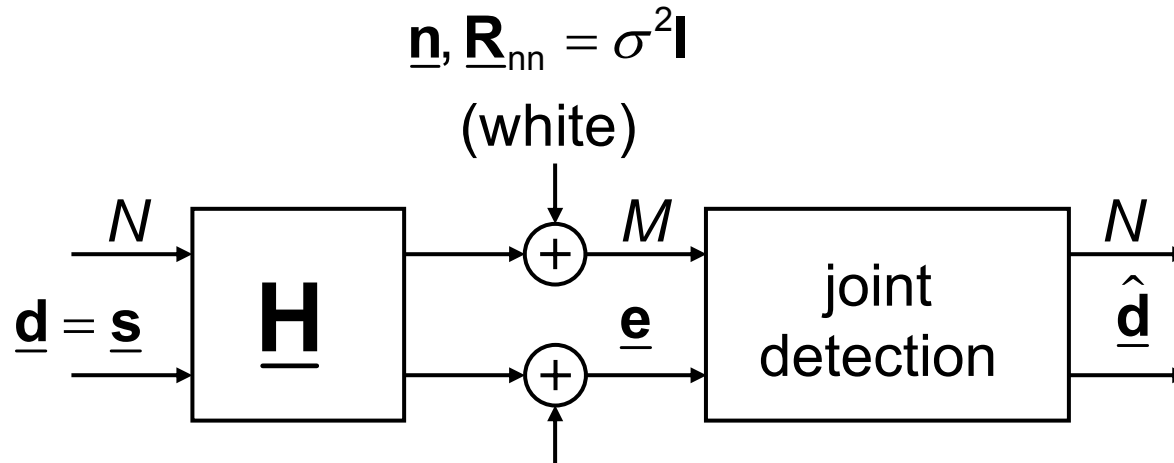 n, R_nn = σ²I
(white)
N
M
N
d = s
H
+
+
e
joint
detection
d̂